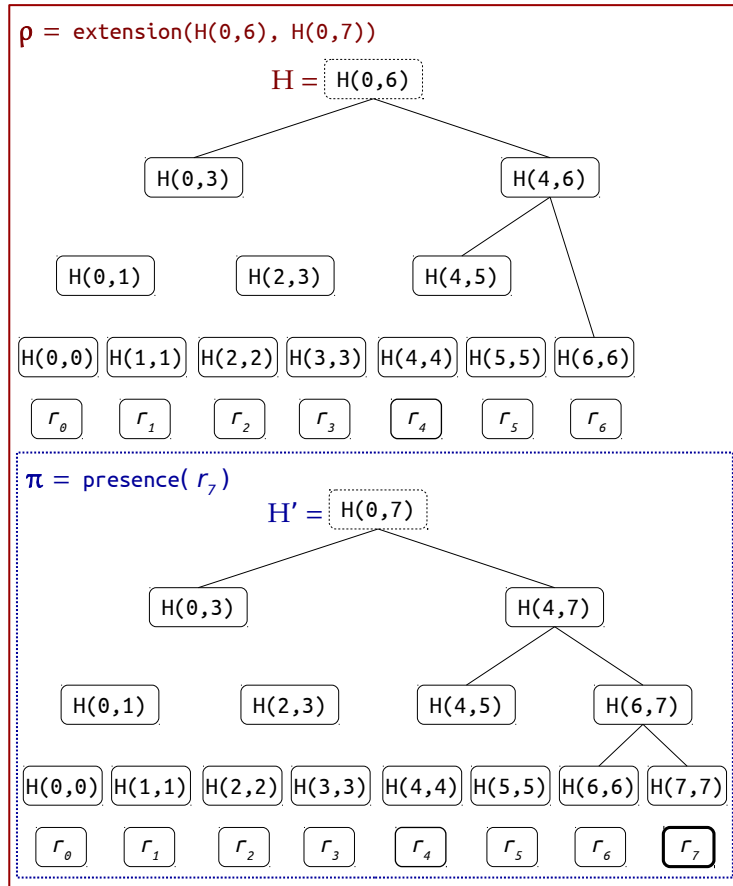 ρ = extension(H(0,6), H(0,7))
H = H(0,6)
H(0,3) H(4,6)
H(0,1) H(2,3) H(4,5)
H(0,0) H(1,1) H(2,2) H(3,3) H(4,4) H(5,5) H(6,6)
r₀ r₁ r₂ r₃ r₄ r₅ r₆
π = presence( r₇)
H′ = H(0,7)
H(0,3) H(4,7)
H(0,1) H(2,3) H(4,5) H(6,7)
H(0,0) H(1,1) H(2,2) H(3,3) H(4,4) H(5,5) H(6,6) H(7,7)
r₀ r₁ r₂ r₃ r₄ r₅ r₆ r₇